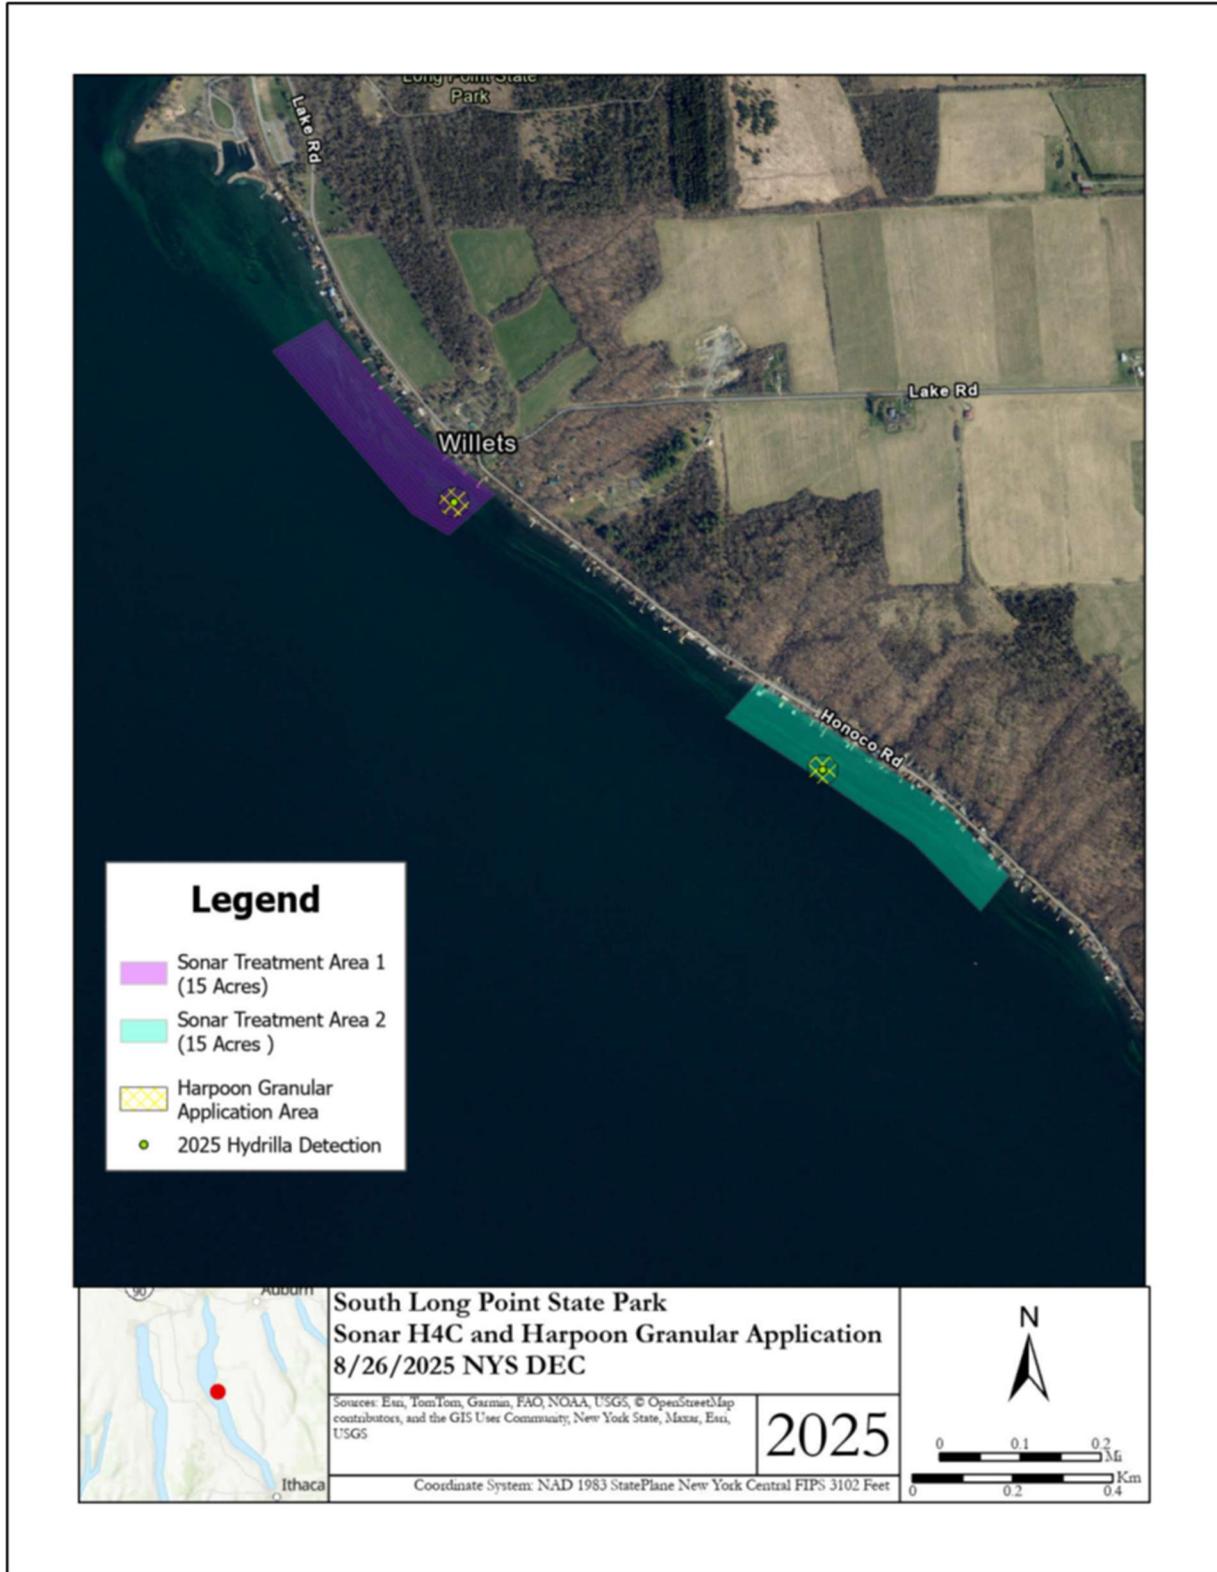 Long Point State
Park
Lake Rd
Lake Rd
Willets
Honoco Rd
Legend
Sonar Treatment Area 1
(15 Acres)
Sonar Treatment Area 2
(15 Acres )
Harpoon Granular
Application Area
2025 Hydrilla Detection
90
Auburn
Ithaca
South Long Point State Park
Sonar H4C and Harpoon Granular Application
8/26/2025 NYS DEC
Sources: Esri, TomTom, Garmin, FAO, NOAA, USGS, © OpenStreetMap
contributors, and the GIS User Community, New York State, Maxar, Esri,
USGS
2025
Coordinate System: NAD 1983 StatePlane New York Central FIPS 3102 Feet
N
0 0.1 0.2
Mi
Km
0 0.2 0.4